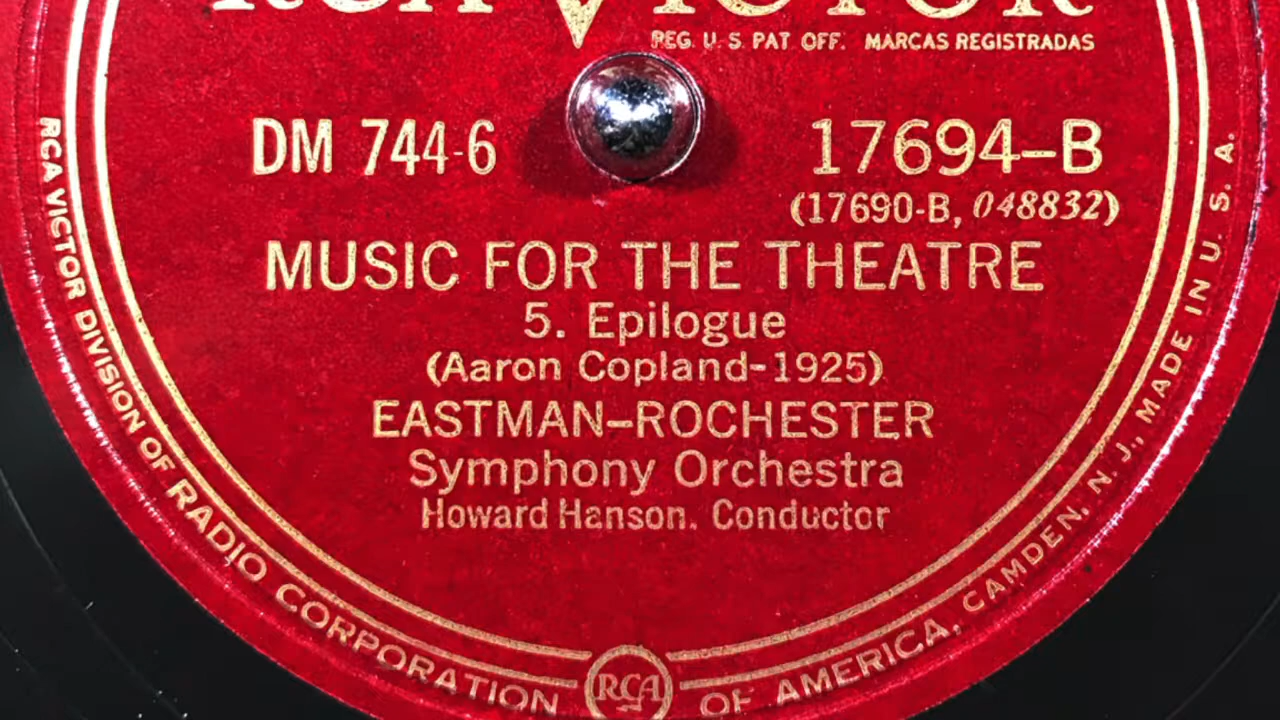 RCA VICTOR
REG. U. S. PAT. OFF. MARCAS REGISTRADAS
DM 744-6
17694-B
(17690-B, 048832)
MUSIC FOR THE THEATRE
5. Epilogue
(Aaron Copland-1925)
EASTMAN-ROCHESTER
Symphony Orchestra
Howard Hanson. Conductor
RCA VICTOR DIVISION OF RADIO CORPORATION OF AMERICA, CAMDEN, N. J., MADE IN U. S. A.
RCA